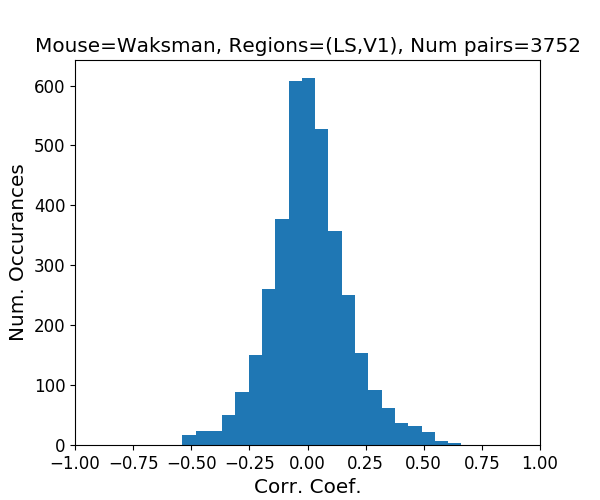 Mouse=Waksman, Regions=(LS,V1), Num pairs=3752
600
500
400
300
200
100
0
Num. Occurances
−1.00 −0.75 −0.50 −0.25 0.00 0.25 0.50 0.75 1.00
Corr. Coef.